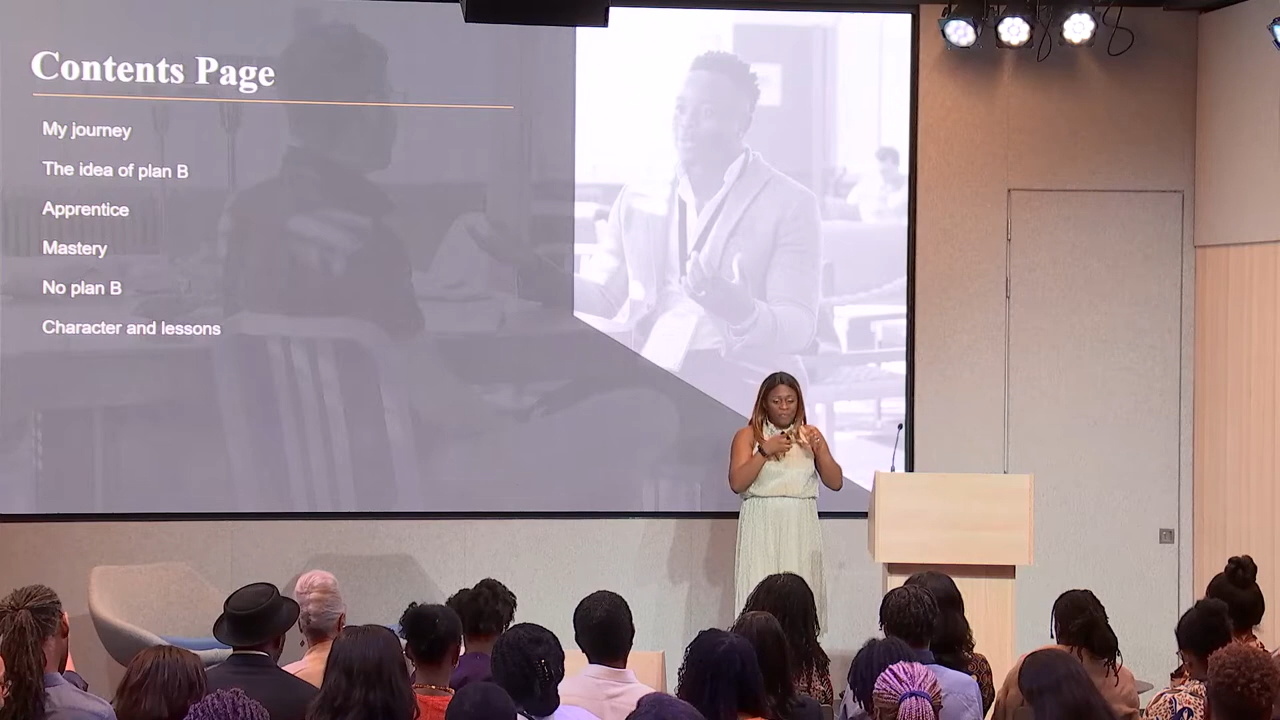 Contents Page
My journey
The idea of plan B
Apprentice
Mastery
No plan B
Character and lessons